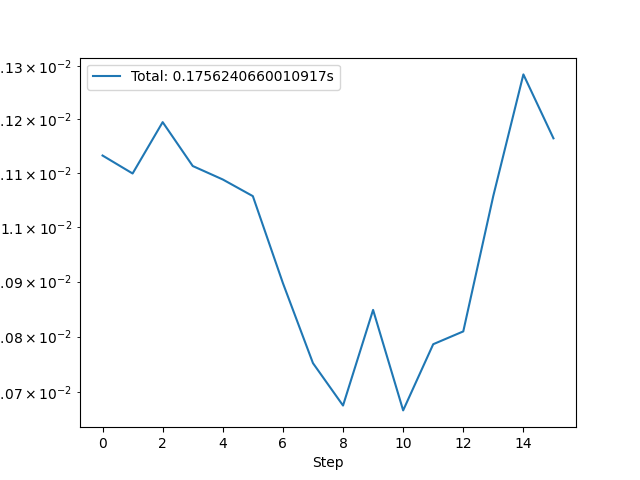 Total: 0.1756240660010917s
.13 × 10⁻²
.12 × 10⁻²
.11 × 10⁻²
1.1 × 10⁻²
.09 × 10⁻²
.08 × 10⁻²
.07 × 10⁻²
0 2 4 6 8 10 12 14
Step